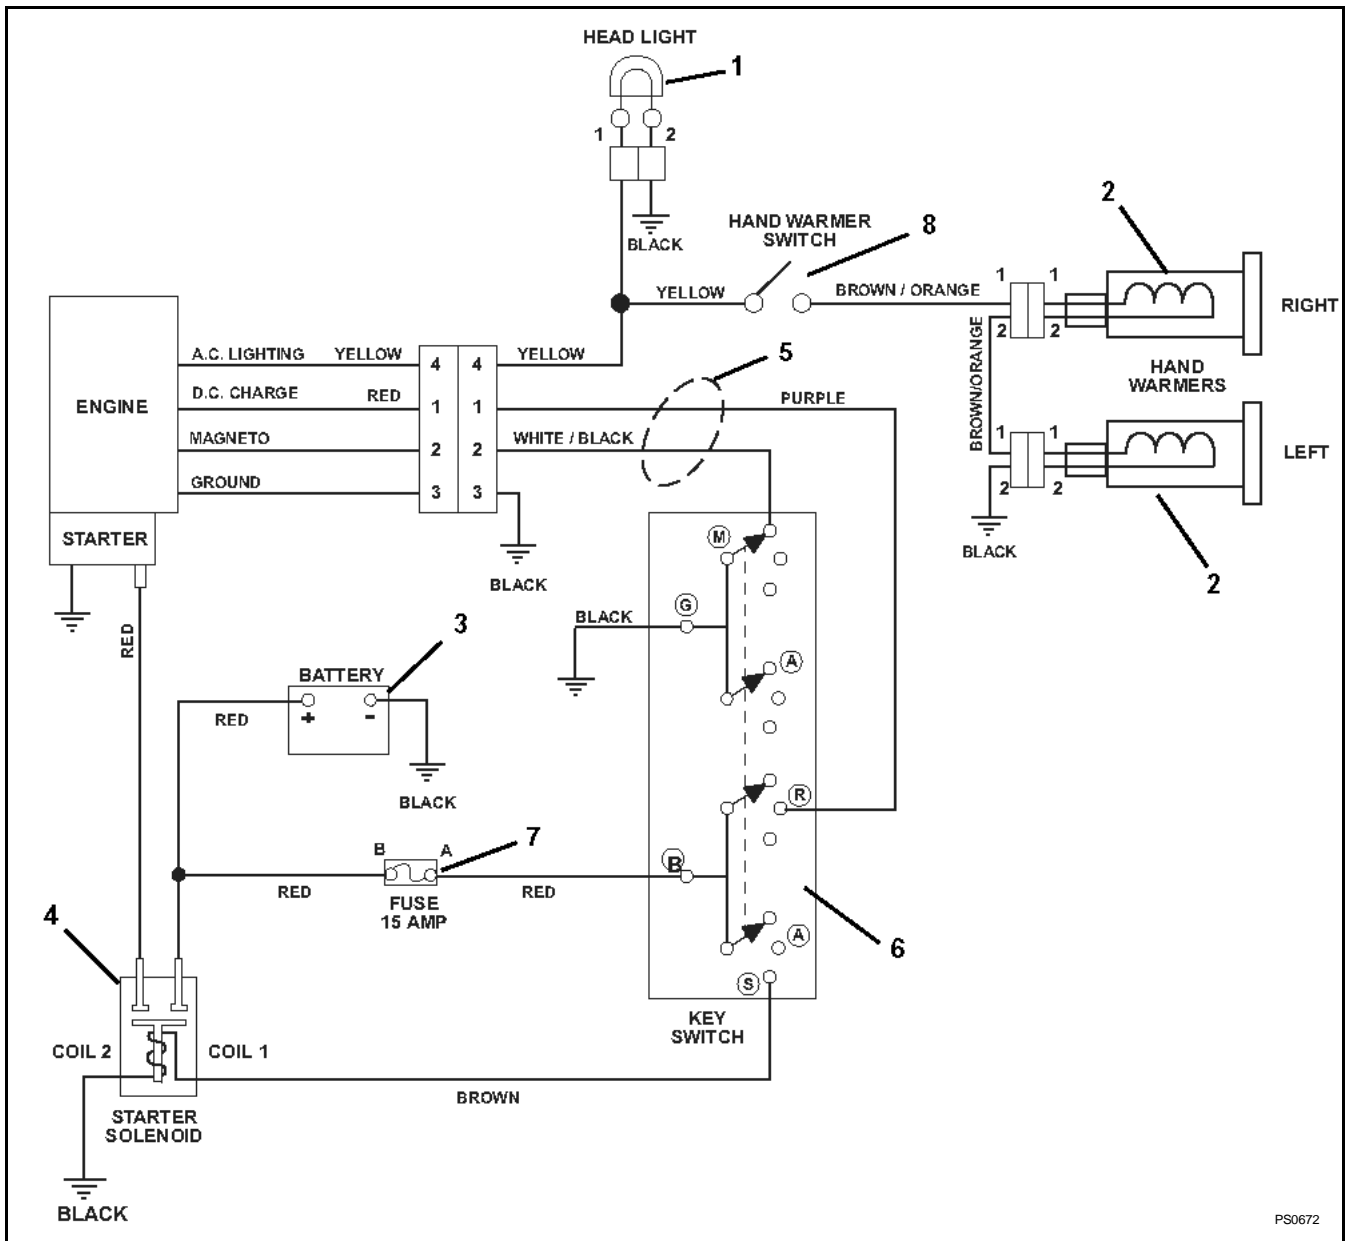 HEAD LIGHT
1
1
2
BLACK
HAND WARMER
SWITCH
8
2
YELLOW
BROWN / ORANGE
1
1
2
2
RIGHT
BROWN/ORANGE
HAND
WARMERS
1
1
2
2
LEFT
BLACK
2
ENGINE
A.C. LIGHTING
YELLOW
4
4
YELLOW
D.C. CHARGE
RED
1
1
PURPLE
5
MAGNETO
2
2
WHITE / BLACK
GROUND
3
3
BLACK
STARTER
RED
M
G
BLACK
A
BATTERY
3
+
-
RED
BLACK
R
B
A
7
B
RED
FUSE
15 AMP
RED
A
6
S
KEY
SWITCH
4
COIL 2
COIL 1
BROWN
STARTER
SOLENOID
BLACK
PS0672